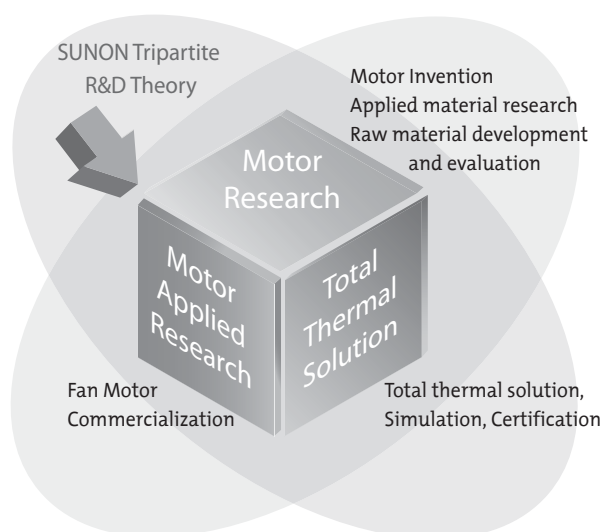 SUNON Tripartite
R&D Theory
Motor Invention
Applied material research
Raw material development
and evaluation
Motor
Research
Motor
Applied
Research
Total
Thermal
Solution
Fan Motor
Commercialization
Total thermal solution,
Simulation, Certification